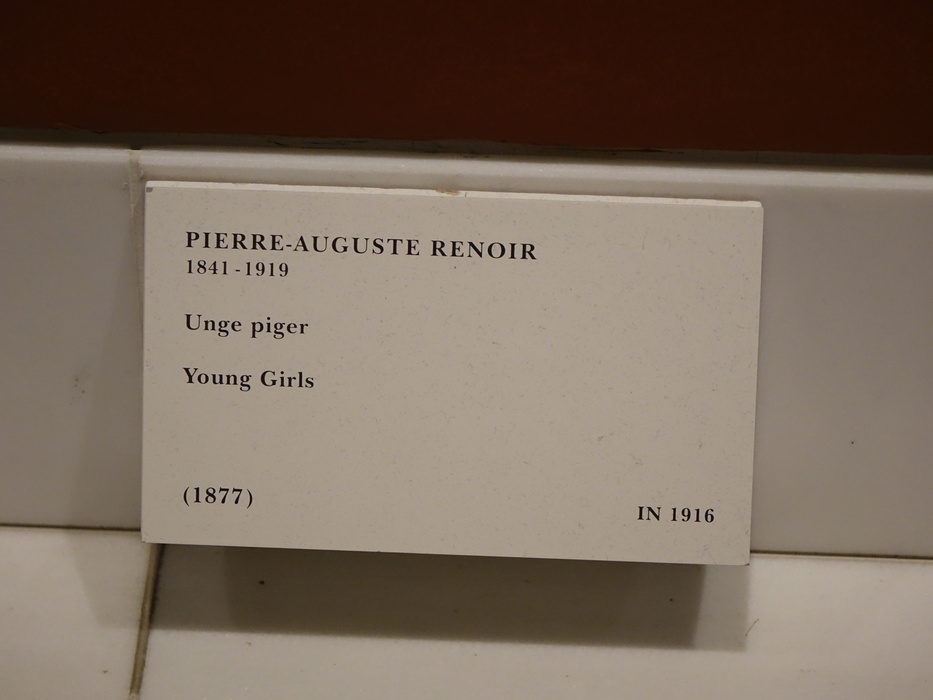 PIERRE-AUGUSTE RENOIR
1841-1919
Unge piger
Young Girls
(1877)
IN 1916